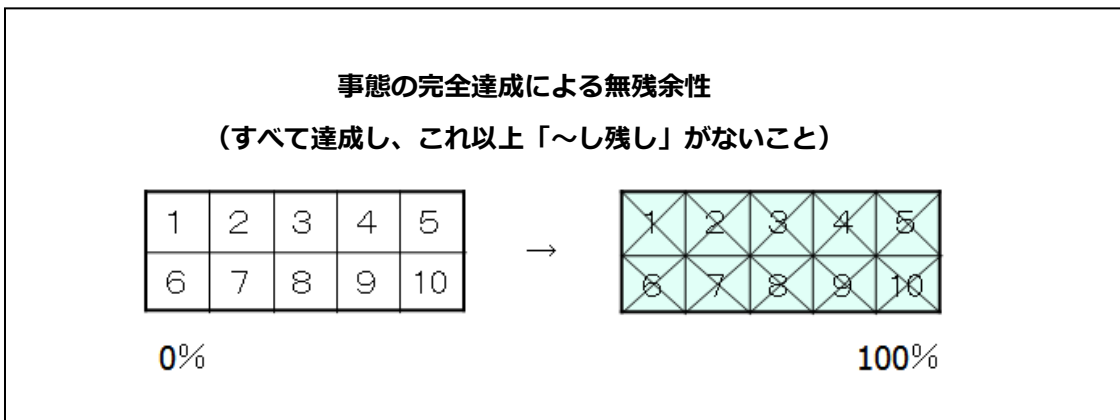 事態の完全達成による無残余性
（すべて達成し、これ以上「～し残し」がないこと）
1 2 3 4 5 → 1 2 3 4 5
6 7 8 9 10 6 7 8 9 10
0% 100%